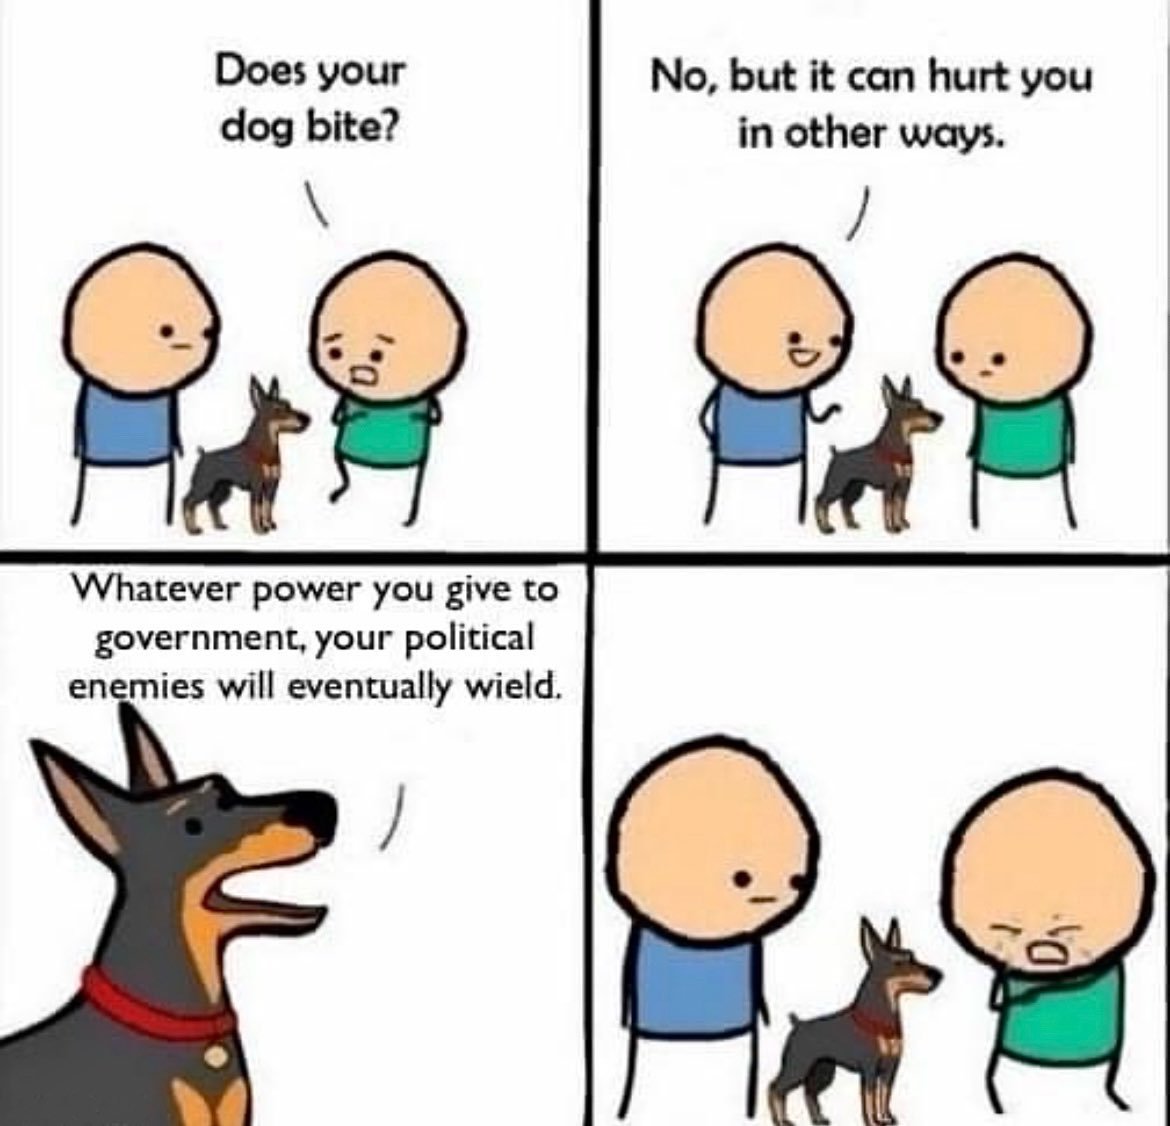 Does your
dog bite?
No, but it can hurt you
in other ways.
Whatever power you give to
government, your political
enemies will eventually wield.